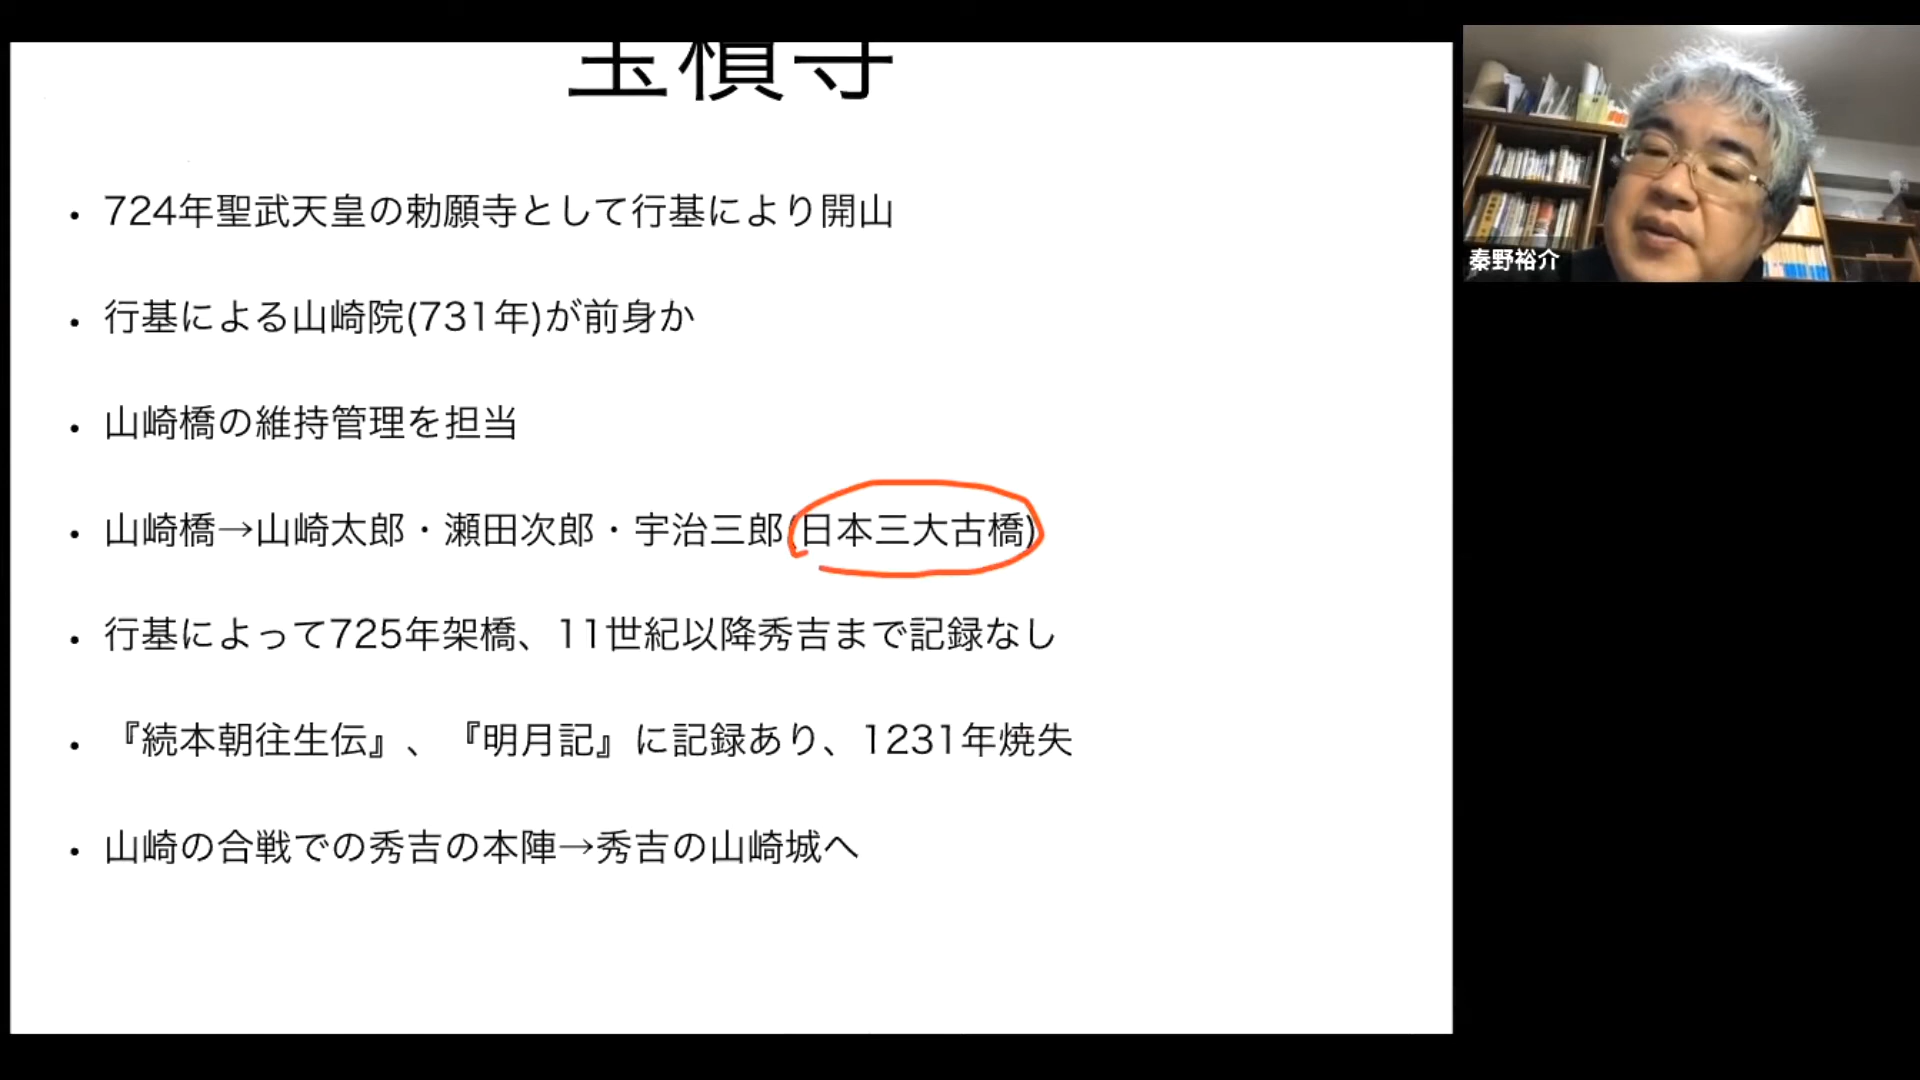 宝積寺
・724年聖武天皇の勅願寺として行基により開山
・行基による山崎院(731年)が前身か
・山崎橋の維持管理を担当
・山崎橋→山崎太郎・瀬田次郎・宇治三郎(日本三大古橋)
・行基によって725年架橋、11世紀以降秀吉まで記録なし
・『続本朝往生伝』、『明月記』に記録あり、1231年焼失
・山崎の合戦での秀吉の本陣→秀吉の山崎城へ
秦野裕介